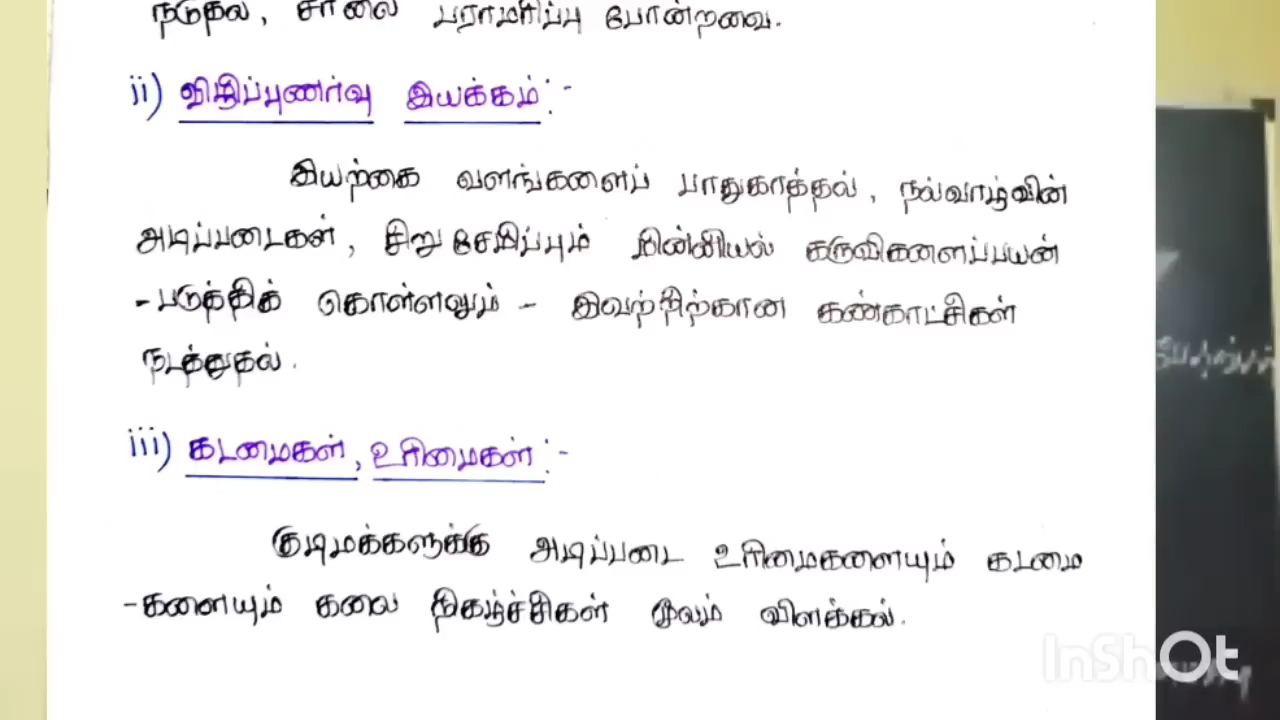 நடுதல், சாலை பராமரிப்பு போன்றவை.
ii) விழிப்புணர்வு இயக்கம்:-
இயற்கை வளங்களைப் பாதுகாத்தல், நல்வாழ்வின்
அடிப்படைகள், சிறுசேமிப்பும் மின்னியல் கருவிகளைப்பயன்
-படுத்திக் கொள்ளவும் - இவற்றிற்கான கண்காட்சிகள்
நடத்துதல்.
iii) கடமைகள், உரிமைகள்:-
குடிமக்களுக்கு அடிப்படை உரிமைகளையும் கடமை
-களையும் கலை நிகழ்ச்சிகள் மூலம் விளக்கல்.
InShOt